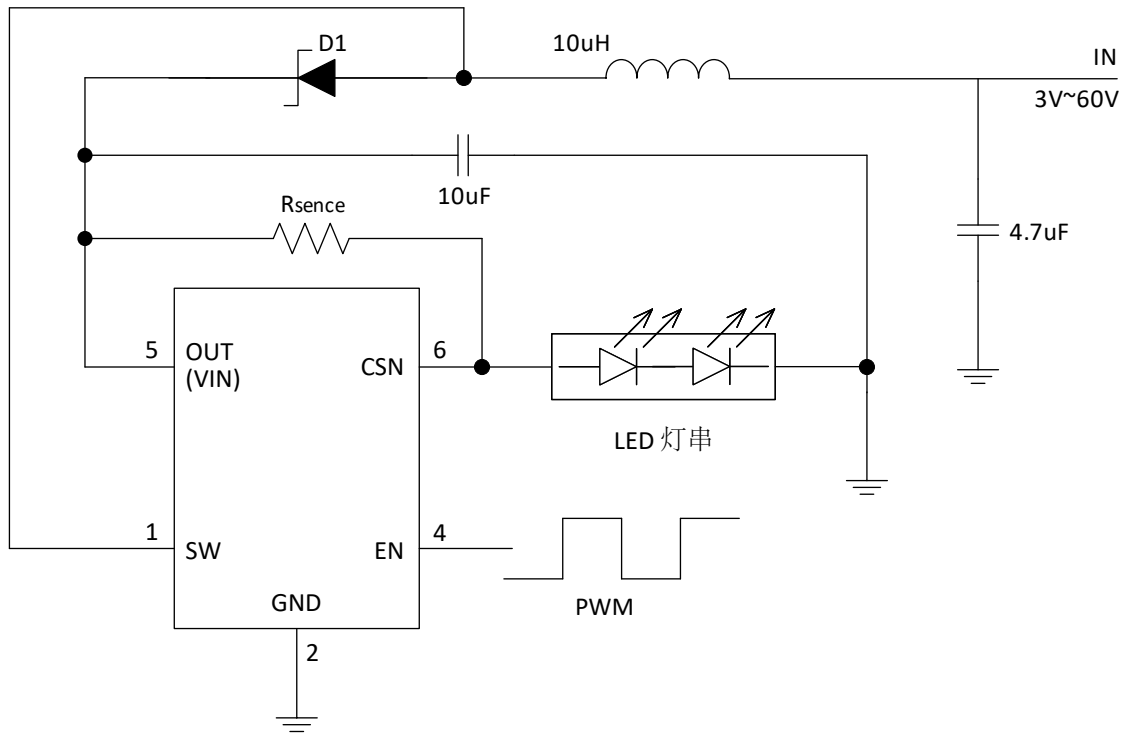 D1
10uH
IN
3V~60V
10uF
Rsence
4.7uF
5
OUT
(VIN)
6
CSN
LED 灯串
1
SW
4
EN
GND
PWM
2